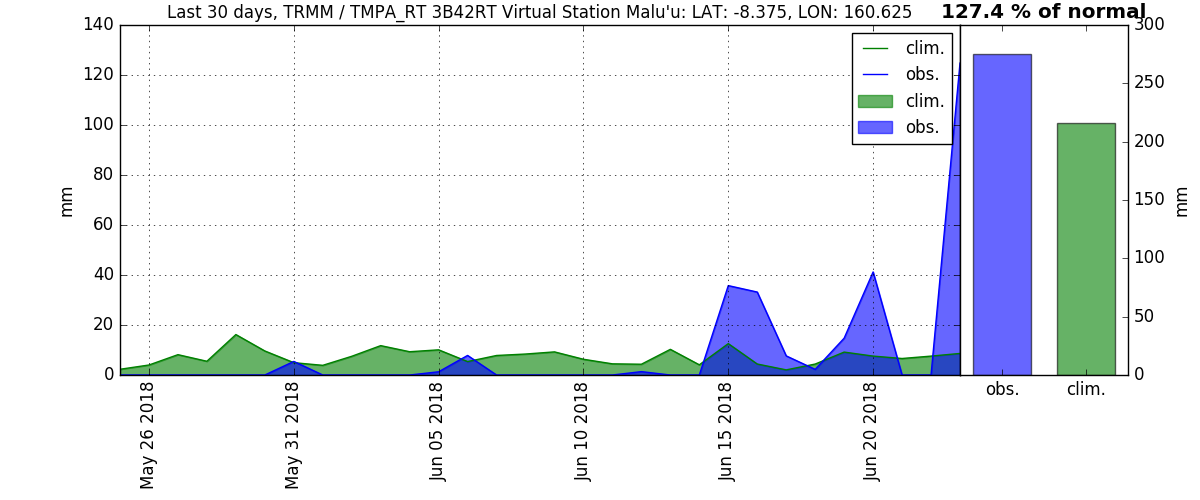 Last 30 days, TRMM / TMPA_RT 3B42RT Virtual Station Malu'u: LAT: -8.375, LON: 160.625
127.4 % of normal
140
120
100
80
60
40
20
0
mm
clim.
obs.
clim.
obs.
300
250
200
150
100
50
0
mm
May 26 2018
May 31 2018
Jun 05 2018
Jun 10 2018
Jun 15 2018
Jun 20 2018
obs.
clim.